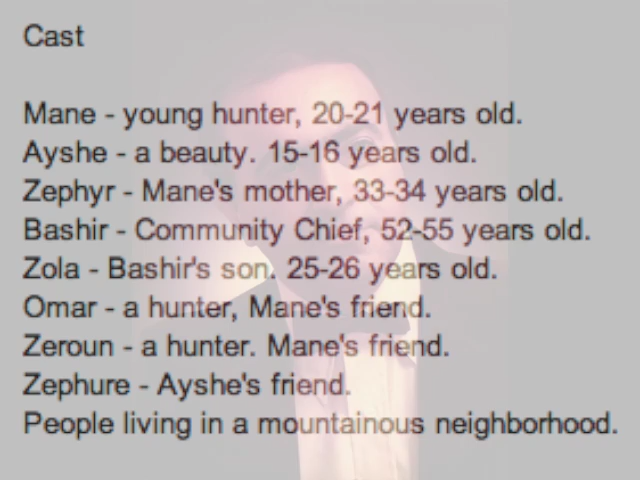 Cast
Mane - young hunter, 20-21 years old.
Ayshe - a beauty. 15-16 years old.
Zephyr - Mane's mother, 33-34 years old.
Bashir - Community Chief, 52-55 years old.
Zola - Bashir's son. 25-26 years old.
Omar - a hunter, Mane's friend.
Zeroun - a hunter. Mane's friend.
Zephure - Ayshe's friend.
People living in a mountainous neighborhood.